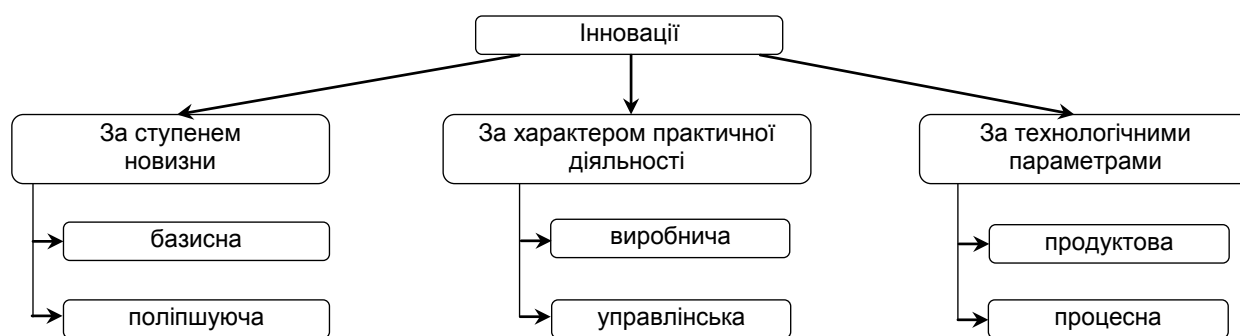 Інновації
За ступенем
новизни
базисна
поліпшуюча
За характером практичної
діяльності
виробнича
управлінська
За технологічними
параметрами
продуктова
процесна